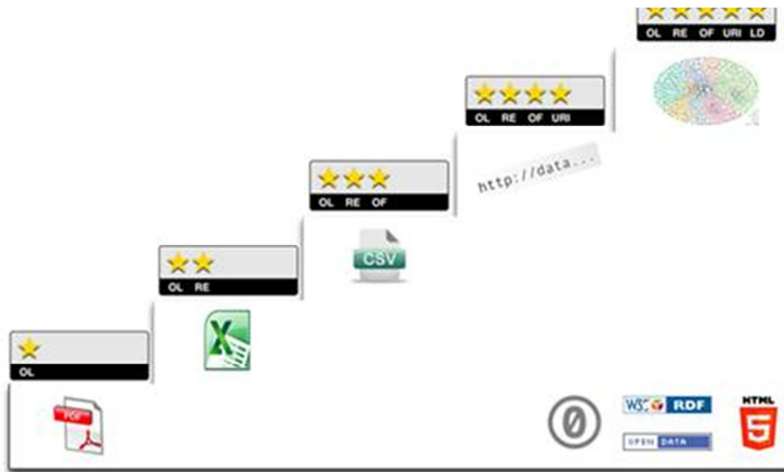 OL RE OF URI LD
OL RE OF URI
http://data...
OL RE OF
CSV
OL RE
X
OL
PDF
0
W3C RDF
HTML
OPEN DATA
5